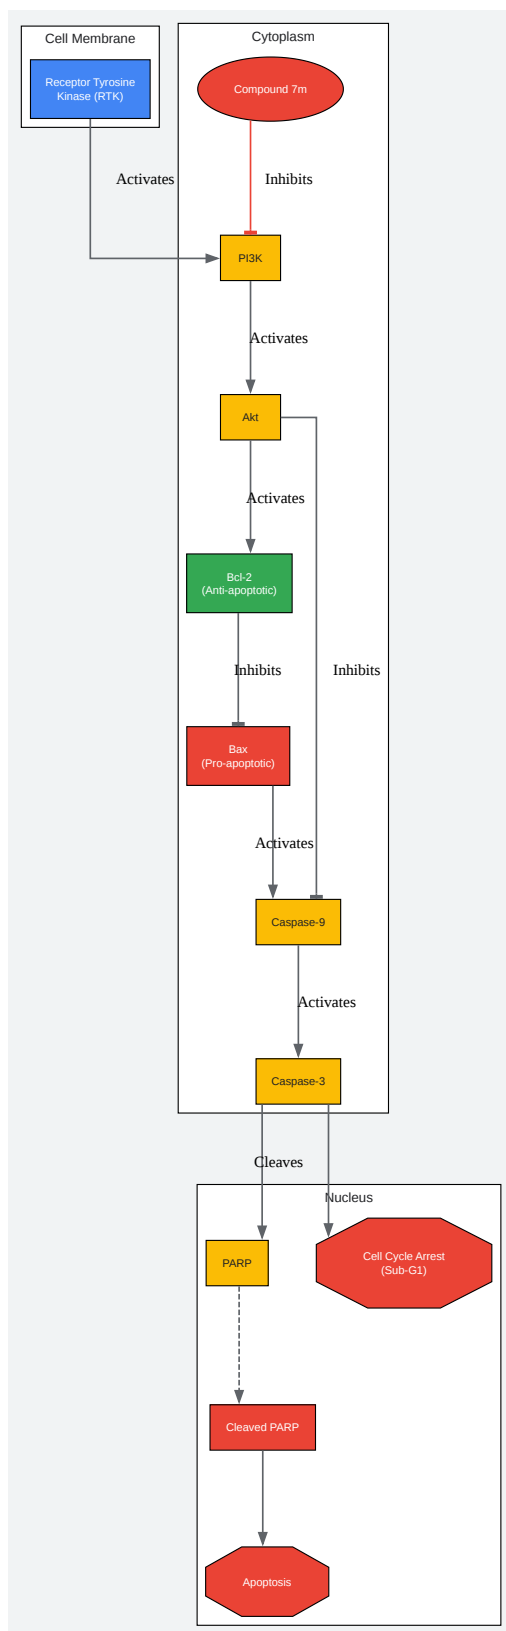 Cell Membrane
Cytoplasm
Receptor Tyrosine
Kinase (RTK)
Compound 7m
Activates
Inhibits
PI3K
Activates
Akt
Activates
Bcl-2
(Anti-apoptotic)
Inhibits
Inhibits
Bax
(Pro-apoptotic)
Activates
Caspase-9
Activates
Caspase-3
Cleaves
Nucleus
PARP
Cell Cycle Arrest
(Sub-G1)
Cleaved PARP
Apoptosis